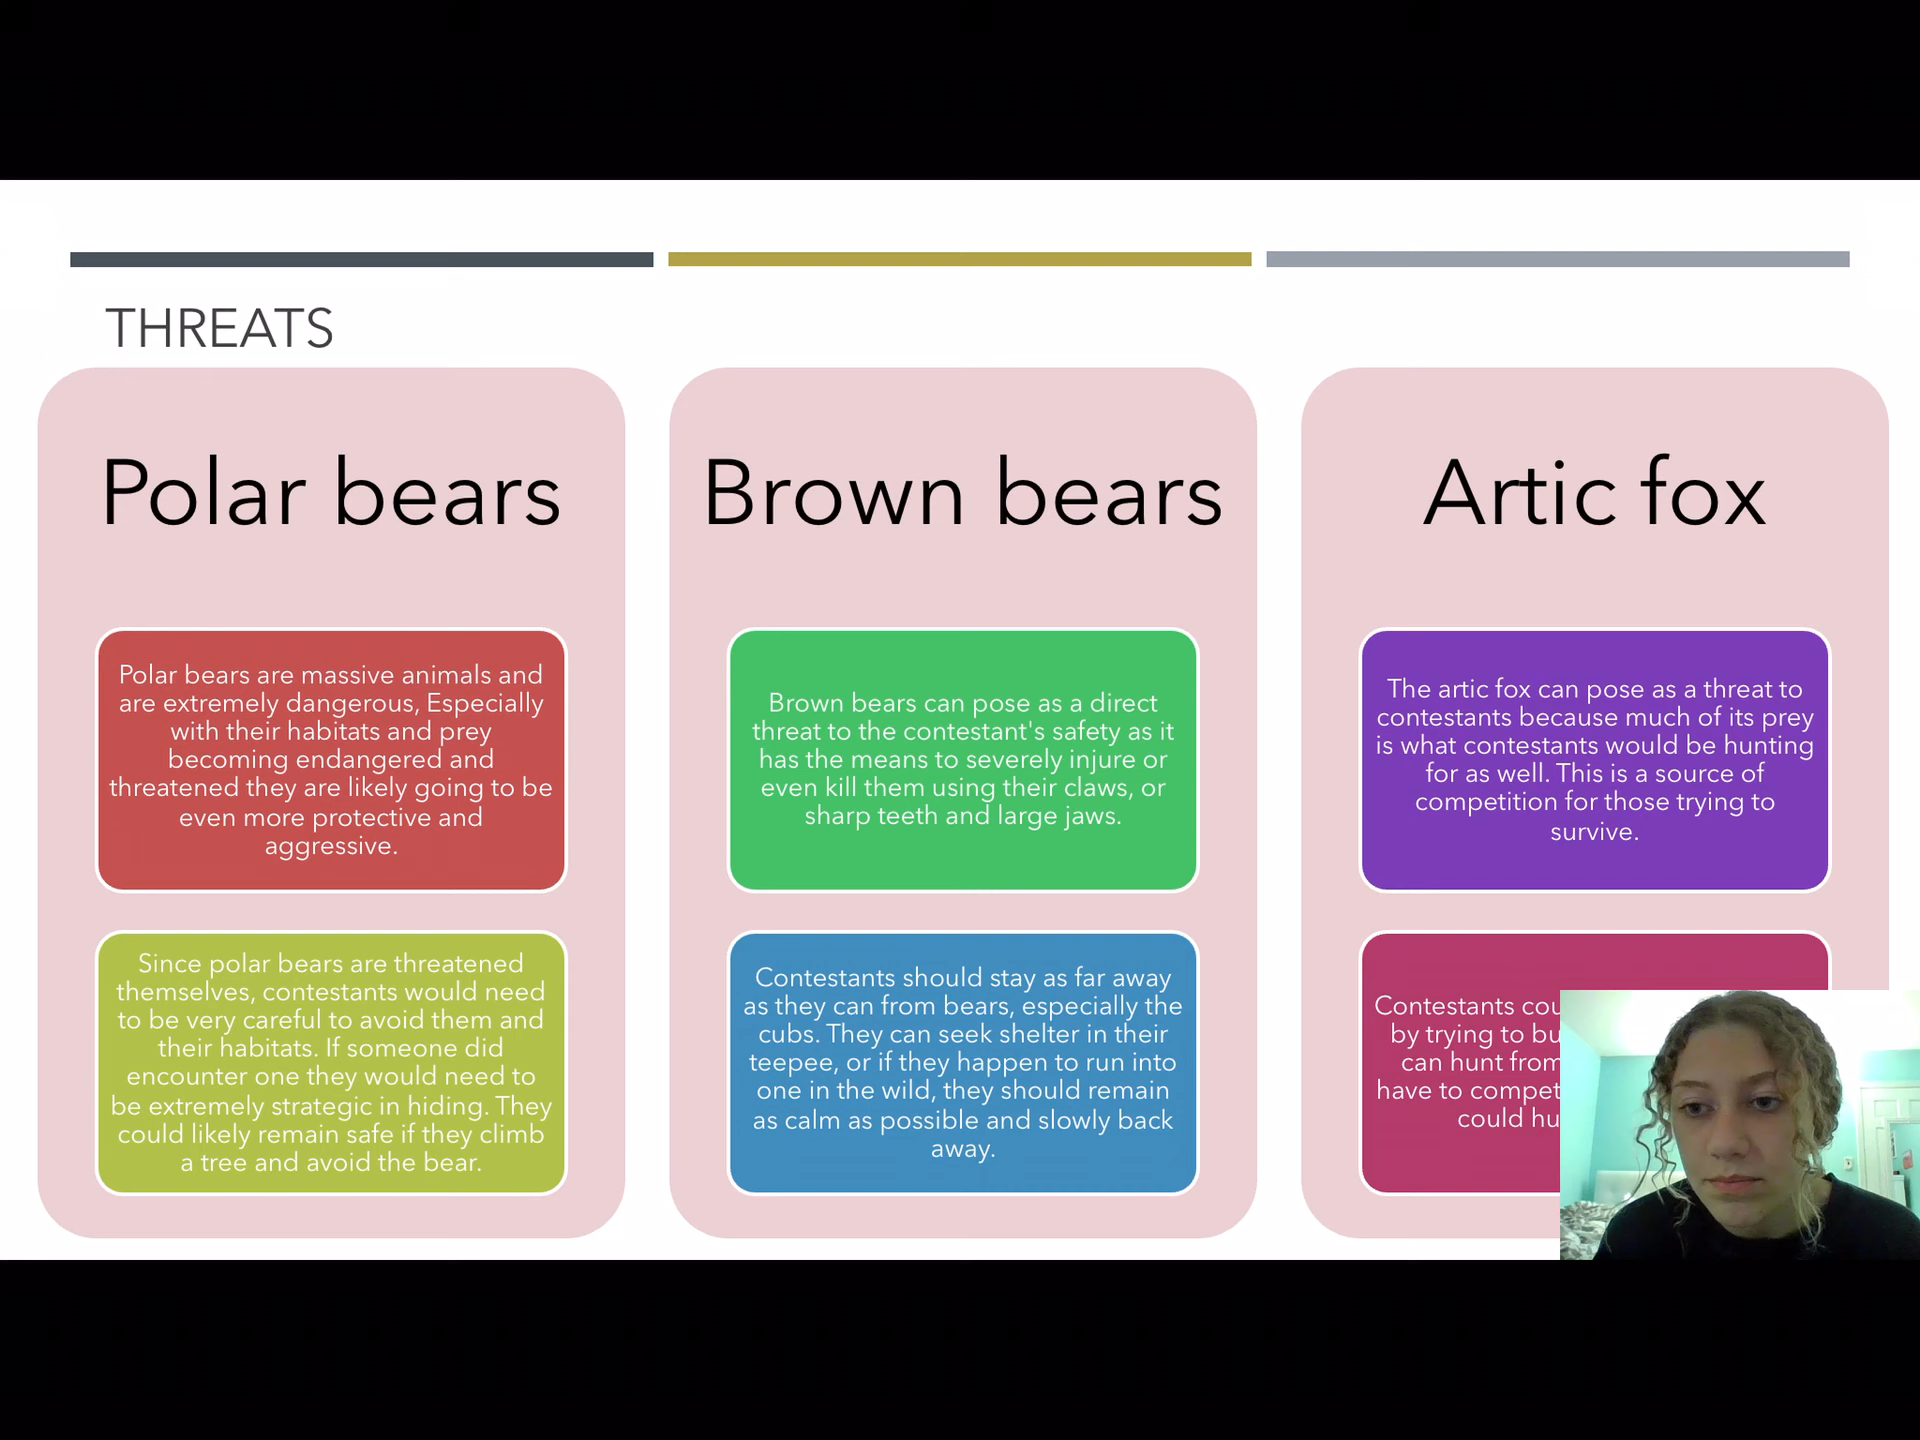 THREATS
Polar bears
Polar bears are massive animals and
are extremely dangerous, Especially
with their habitats and prey
becoming endangered and
threatened they are likely going to be
even more protective and
aggressive.
Since polar bears are threatened
themselves, contestants would need
to be very careful to avoid them and
their habitats. If someone did
encounter one they would need to
be extremely strategic in hiding. They
could likely remain safe if they climb
a tree and avoid the bear.
Brown bears
Brown bears can pose as a direct
threat to the contestant's safety as it
has the means to severely injure or
even kill them using their claws, or
sharp teeth and large jaws.
Contestants should stay as far away
as they can from bears, especially the
cubs. They can seek shelter in their
teepee, or if they happen to run into
one in the wild, they should remain
as calm as possible and slowly back
away.
Artic fox
The artic fox can pose as a threat to
contestants because much of its prey
is what contestants would be hunting
for as well. This is a source of
competition for those trying to
survive.
Contestants
by trying to
can hunt from
have to
could